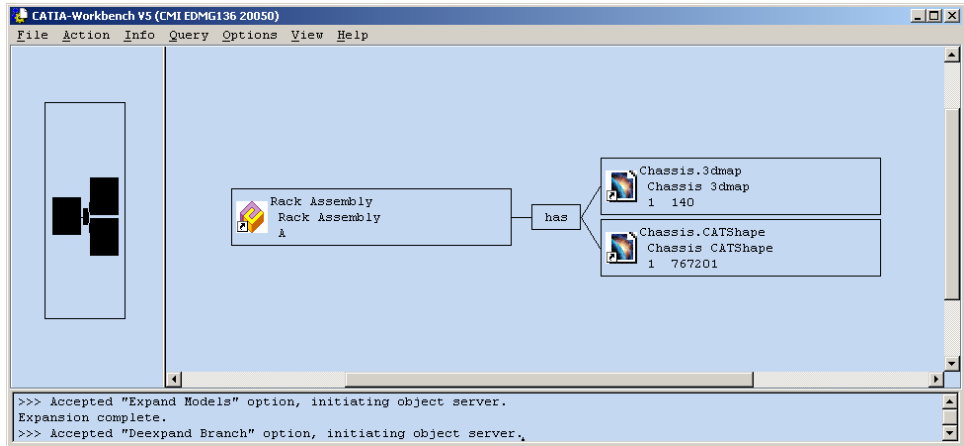 CATIA-Workbench V5 (CMI EDMG136 20050)
File Action Info Query Options View Help
Rack Assembly
Rack Assembly
A
has
Chassis.3dmap
Chassis 3dmap
1 140
Chassis.CATShape
Chassis CATShape
1 767201
>>> Accepted "Expand Models" option, initiating object server.
Expansion complete.
>>> Accepted "Deexpand Branch" option, initiating object server.